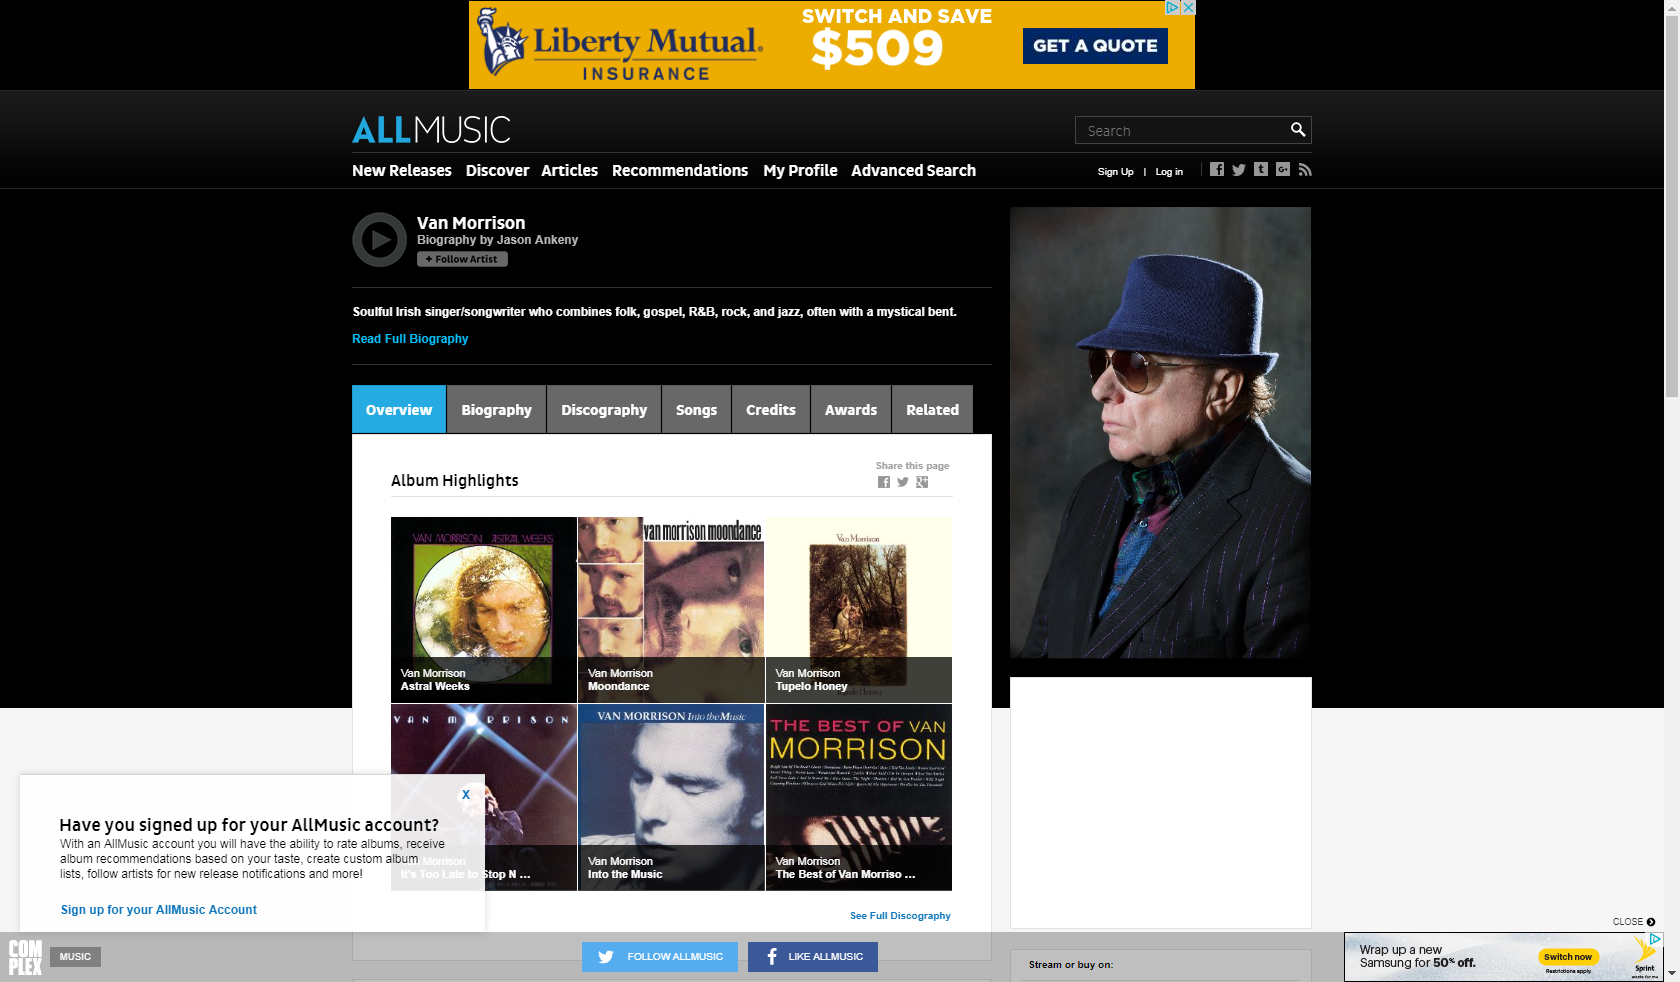 Liberty Mutual
INSURANCE
SWITCH AND SAVE
$509
GET A QUOTE
ALLMUSIC
Search
New Releases Discover Articles Recommendations My Profile Advanced Search
Sign Up | Log in
Van Morrison
Biography by Jason Ankeny
+ Follow Artist
Soulful Irish singer/songwriter who combines folk, gospel, R&B, rock, and jazz, often with a mystical bent.
Read Full Biography
Overview Biography Discography Songs Credits Awards Related
Share this page
Album Highlights
VAN MORRISON ASTRAL WEEKS
van morrison moondance
Van Morrison
Tupelo Honey
Van Morrison
Astral Weeks
Van Morrison
Moondance
Van Morrison
Tupelo Honey
VAN MORRISON
VAN MORRISON Into the Music
THE BEST OF VAN
MORRISON
Van Morrison
It's Too Late to Stop N ...
Van Morrison
Into the Music
Van Morrison
The Best of Van Morriso ...
See Full Discography
X
Have you signed up for your AllMusic account?
With an AllMusic account you will have the ability to rate albums, receive
album recommendations based on your taste, create custom album
lists, follow artists for new release notifications and more!
Sign up for your AllMusic Account
COM
PLEX
MUSIC
FOLLOW ALLMUSIC
LIKE ALLMUSIC
Stream or buy on:
CLOSE
Wrap up a new
Samsung for 50% off.
Switch now
Restrictions apply.
Sprint
works for me